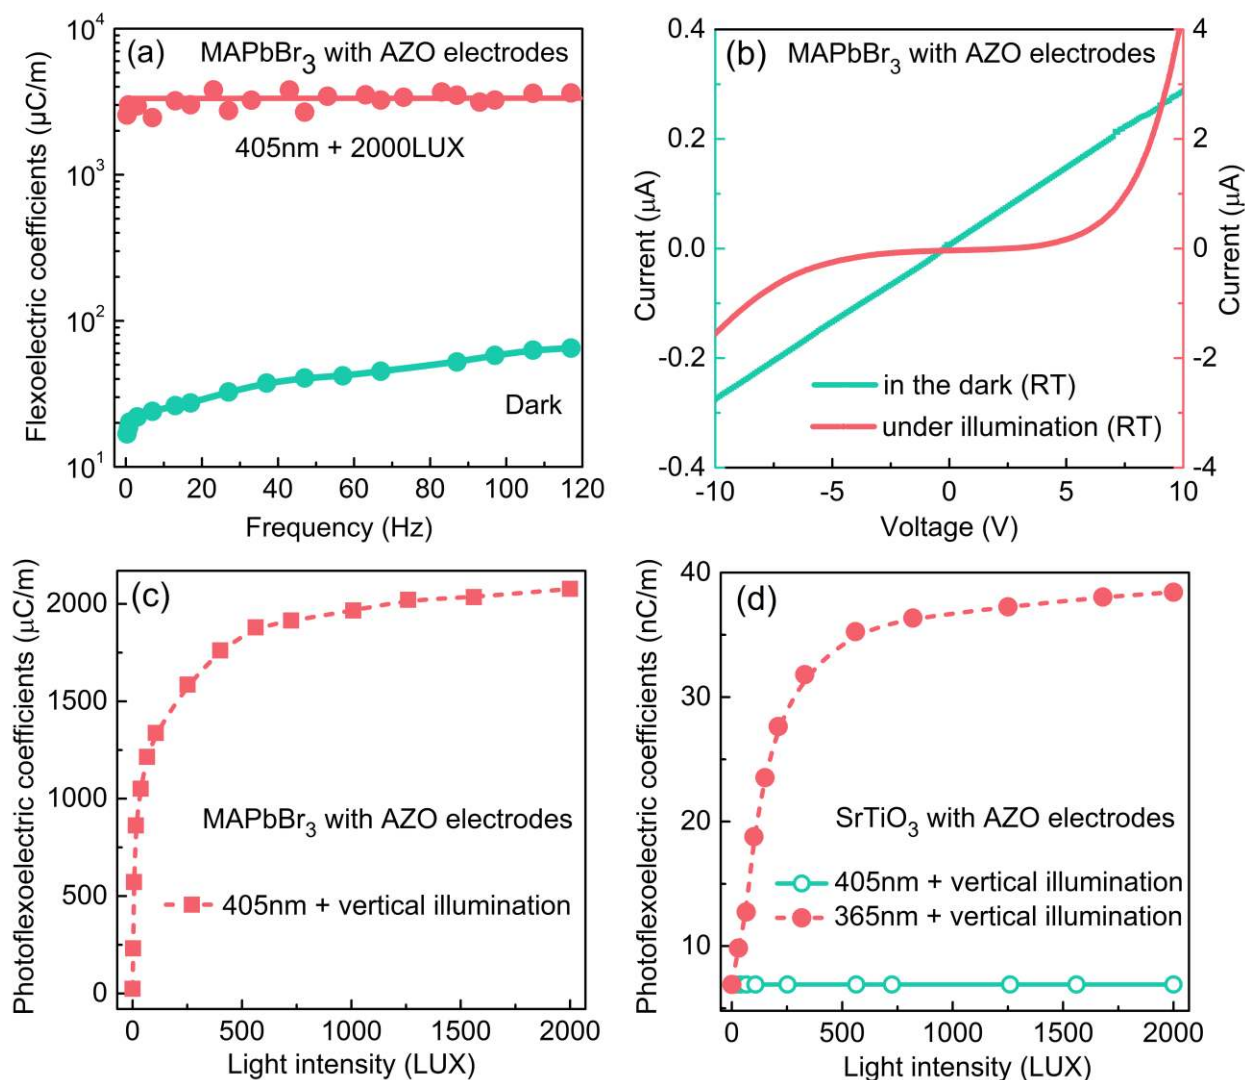 (a)
MAPbBr3 with AZO electrodes
405nm + 2000LUX
Dark
Flexoelectric coefficients (μC/m)
10^4
10^3
10^2
10^1
0 20 40 60 80 100 120
Frequency (Hz)
(b)
MAPbBr3 with AZO electrodes
Current (μA)
0.4
0.2
0.0
-0.2
-0.4
in the dark (RT)
under illumination (RT)
-10 -5 0 5 10
Voltage (V)
4
2
0
-2
-4
Current (μA)
(c)
Photoflexoelectric coefficients (μC/m)
2000
1500
1000
500
0
MAPbBr3 with AZO electrodes
405nm + vertical illumination
0 500 1000 1500 2000
Light intensity (LUX)
(d)
Photoflexoelectric coefficients (nC/m)
40
30
20
10
SrTiO3 with AZO electrodes
405nm + vertical illumination
365nm + vertical illumination
0 500 1000 1500 2000
Light intensity (LUX)